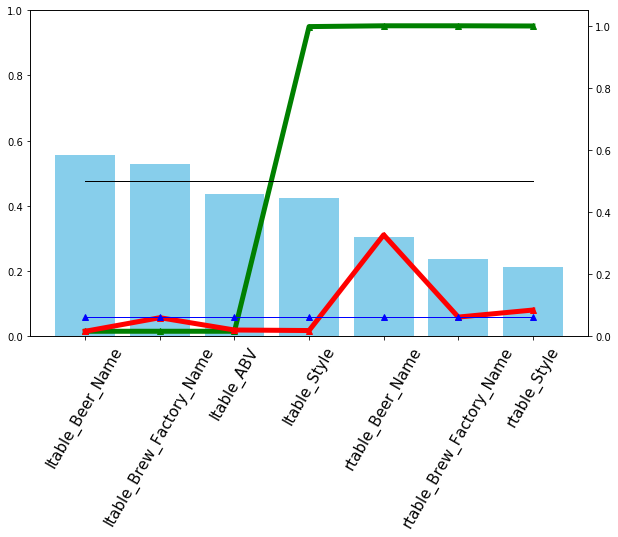 1.0
0.8
0.6
0.4
0.2
0.0
1.0
0.8
0.6
0.4
0.2
0.0
ltable_Beer_Name
ltable_Brew_Factory_Name
ltable_ABV
ltable_Style
rtable_Beer_Name
rtable_Brew_Factory_Name
rtable_Style